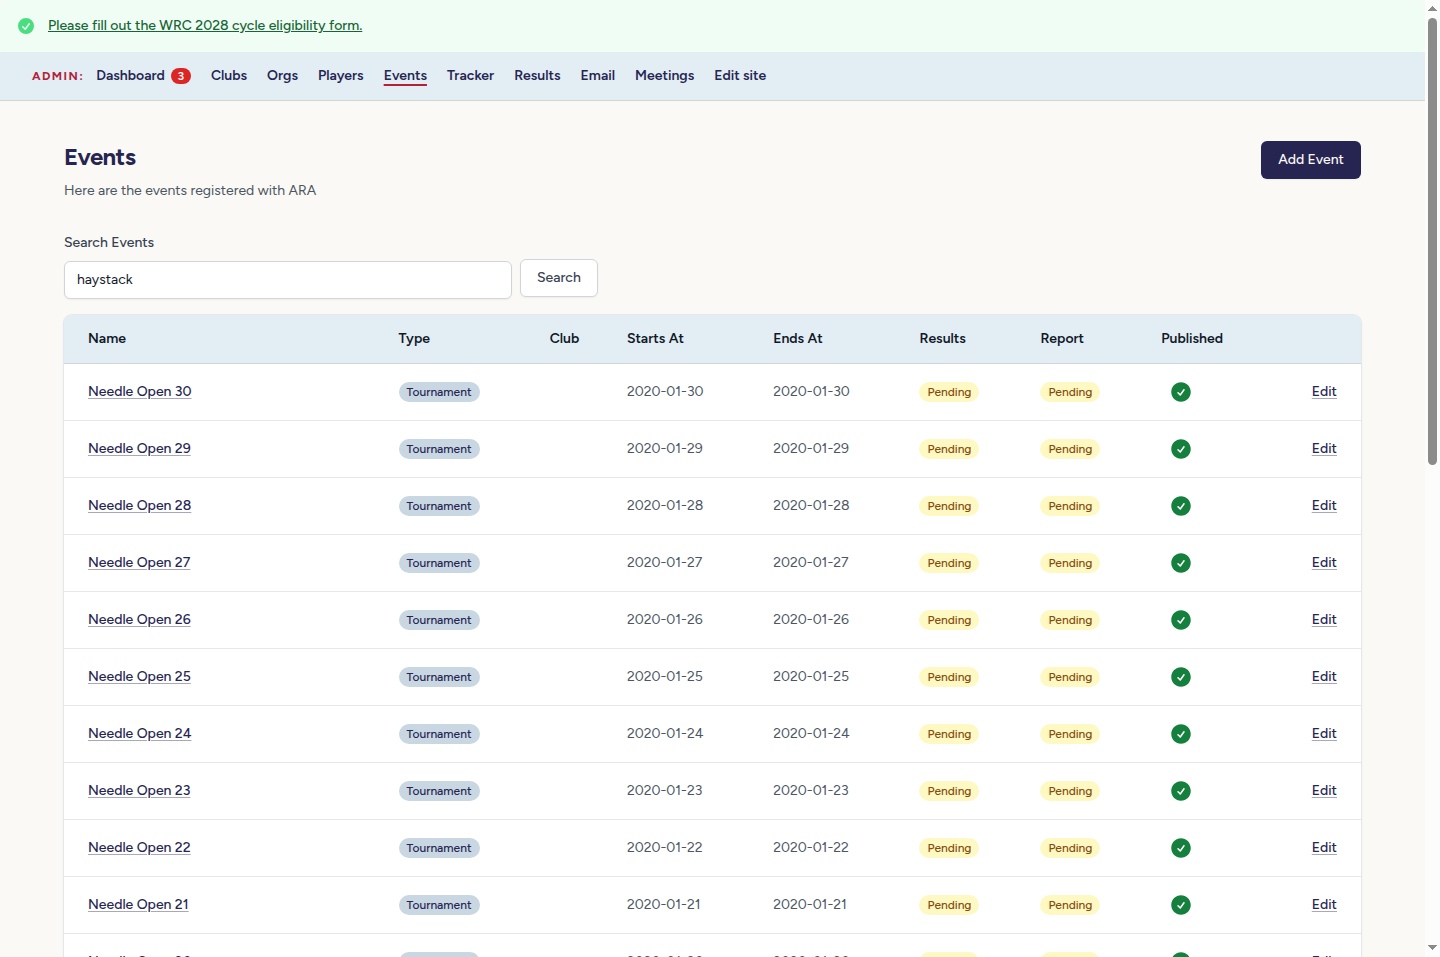 Please fill out the WRC 2028 cycle eligibility form.
ADMIN: Dashboard 3 Clubs Orgs Players Events Tracker Results Email Meetings Edit site
Events
Add Event
Here are the events registered with ARA
Search Events
haystack Search
Name Type Club Starts At Ends At Results Report Published
Needle Open 30 Tournament 2020-01-30 2020-01-30 Pending Pending Edit
Needle Open 29 Tournament 2020-01-29 2020-01-29 Pending Pending Edit
Needle Open 28 Tournament 2020-01-28 2020-01-28 Pending Pending Edit
Needle Open 27 Tournament 2020-01-27 2020-01-27 Pending Pending Edit
Needle Open 26 Tournament 2020-01-26 2020-01-26 Pending Pending Edit
Needle Open 25 Tournament 2020-01-25 2020-01-25 Pending Pending Edit
Needle Open 24 Tournament 2020-01-24 2020-01-24 Pending Pending Edit
Needle Open 23 Tournament 2020-01-23 2020-01-23 Pending Pending Edit
Needle Open 22 Tournament 2020-01-22 2020-01-22 Pending Pending Edit
Needle Open 21 Tournament 2020-01-21 2020-01-21 Pending Pending Edit